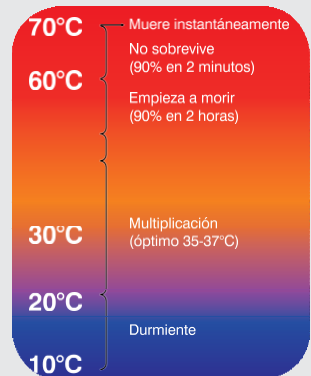 70°C
Muere instantáneamente
No sobrevive
(90% en 2 minutos)
60°C
Empieza a morir
(90% en 2 horas)
30°C
Multiplicación
(óptimo 35-37°C)
20°C
Durmiente
10°C